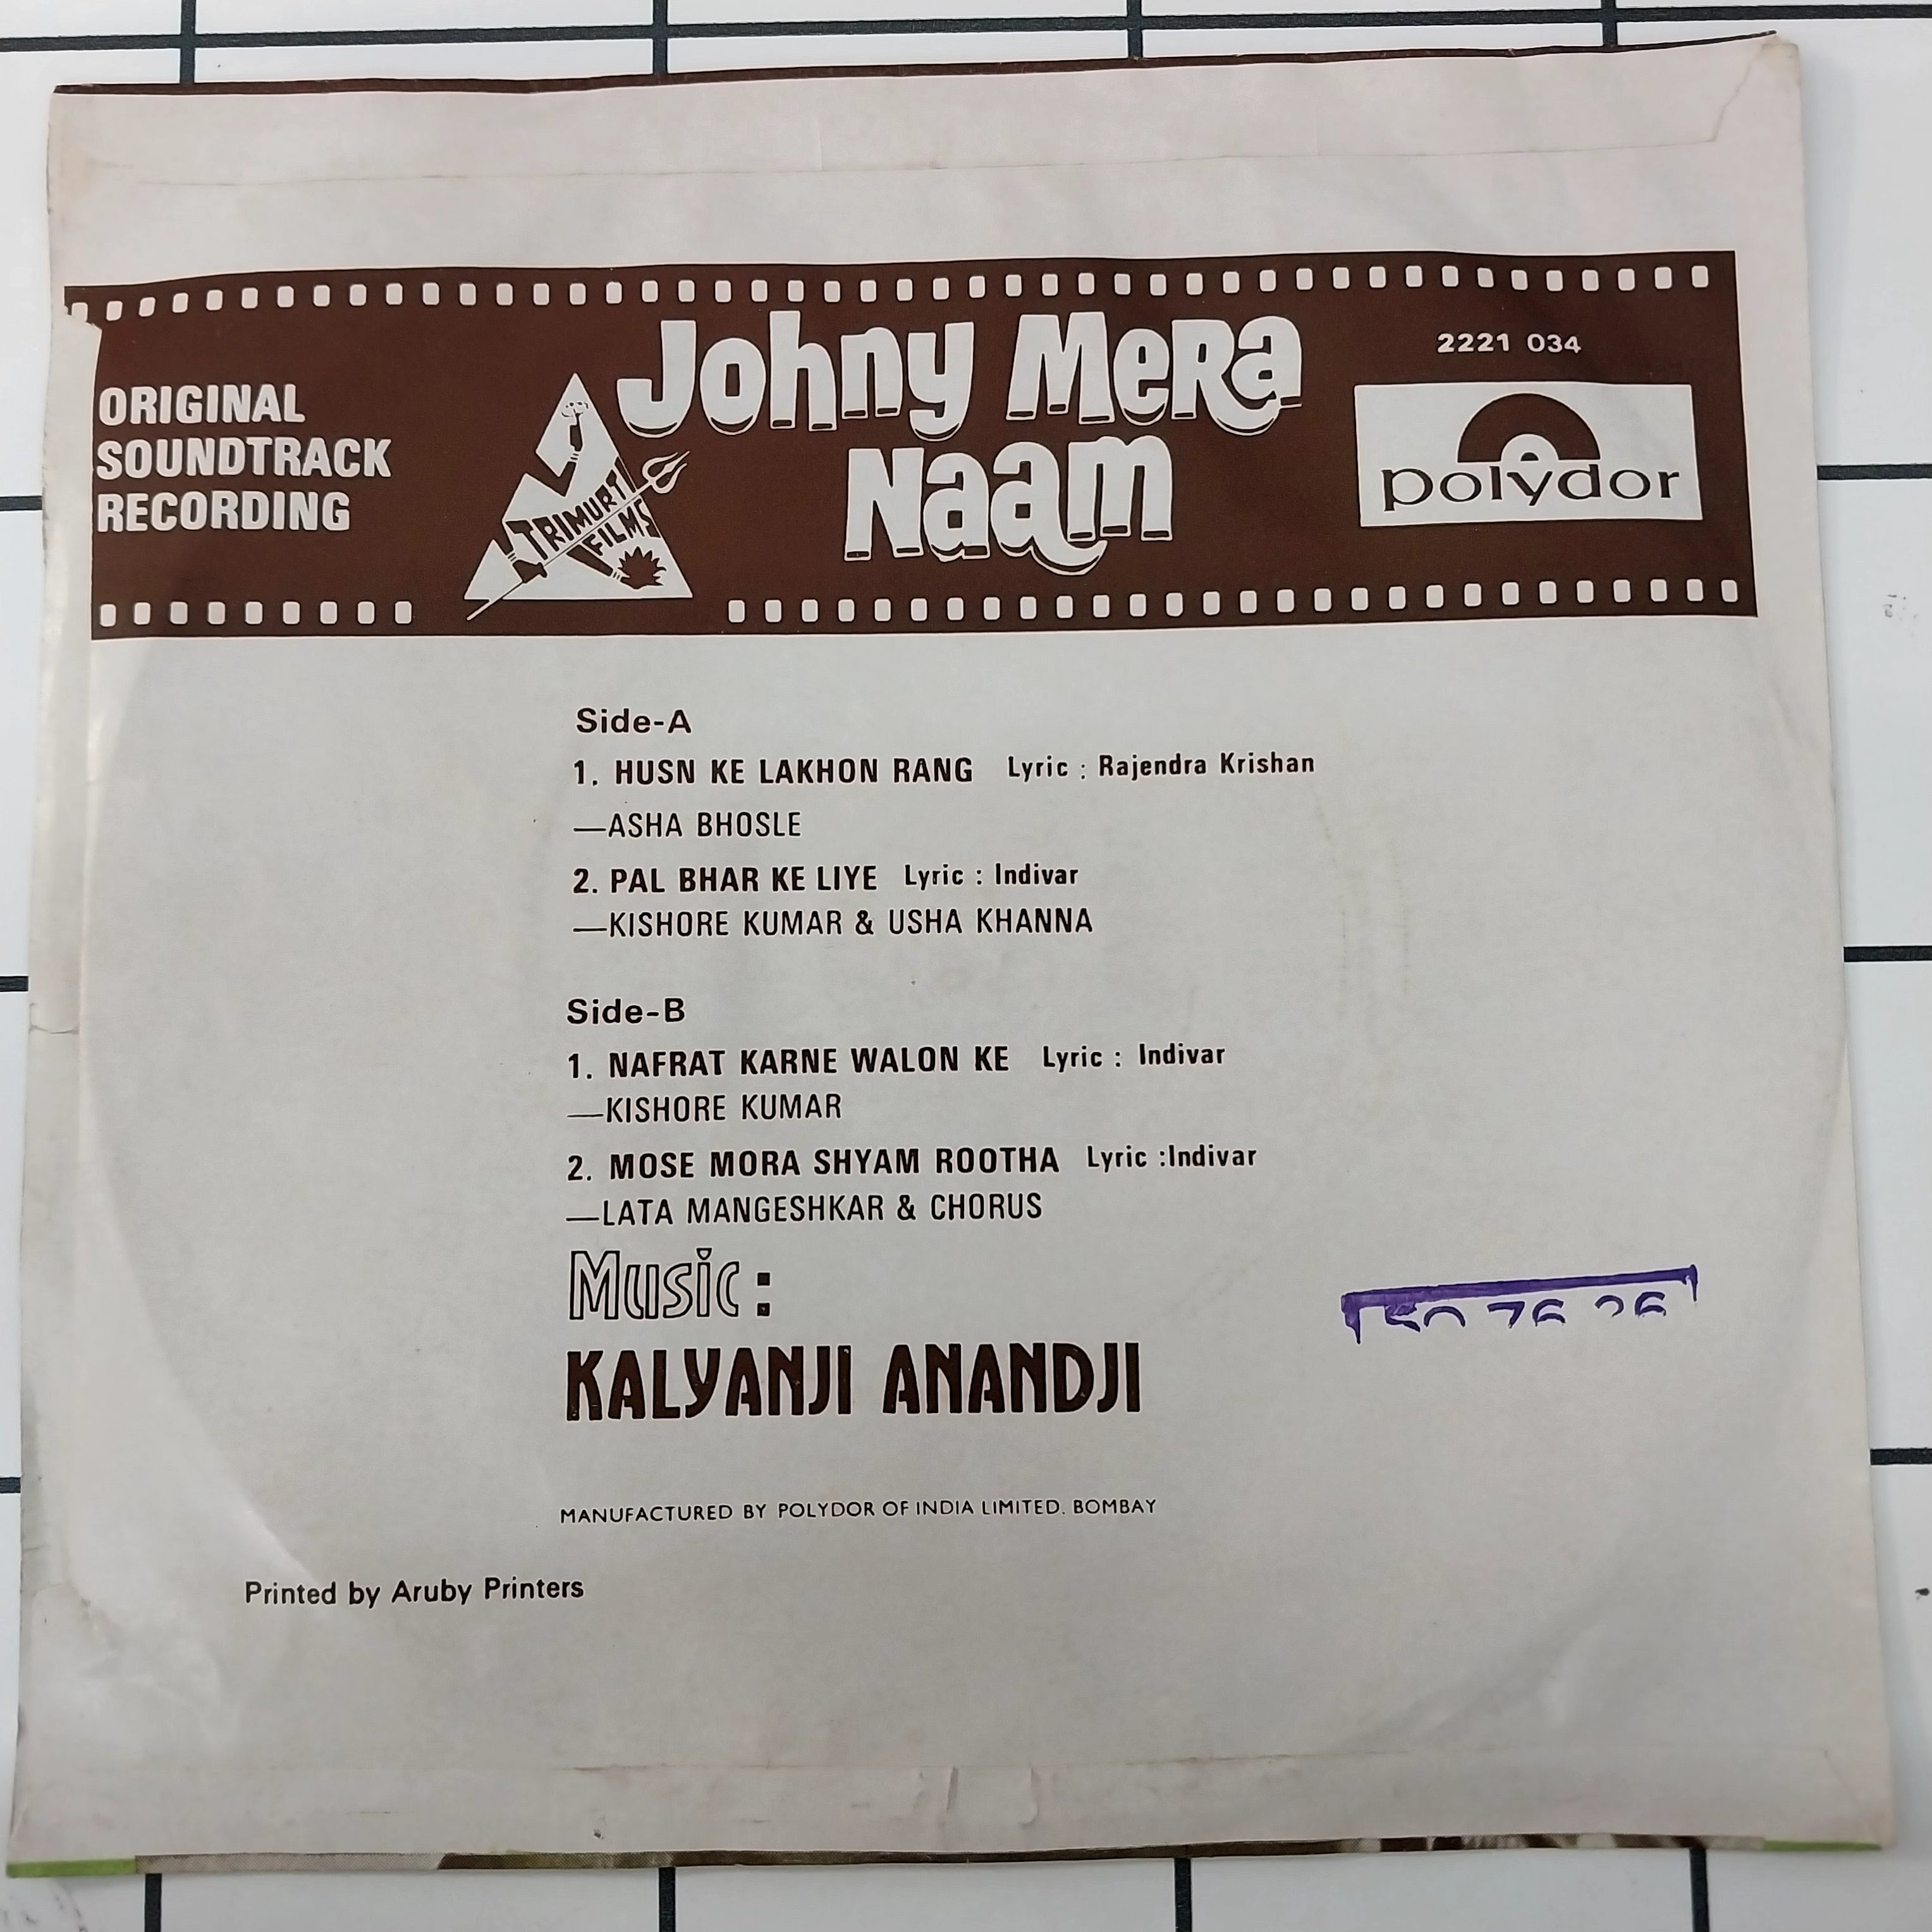 2221 034
ORIGINAL
SOUNDTRACK
RECORDING
TRIMURTI
FILMS
Johny Mera
Naam
polydor
Side-A
1. HUSN KE LAKHON RANG Lyric : Rajendra Krishan
—ASHA BHOSLE
2. PAL BHAR KE LIYE Lyric : Indivar
—KISHORE KUMAR & USHA KHANNA
Side-B
1. NAFRAT KARNE WALON KE Lyric : Indivar
—KISHORE KUMAR
2. MOSE MORA SHYAM ROOTHA Lyric :Indivar
—LATA MANGESHKAR & CHORUS
Music :
KALYANJI ANANDJI
MANUFACTURED BY POLYDOR OF INDIA LIMITED. BOMBAY
Printed by Aruby Printers